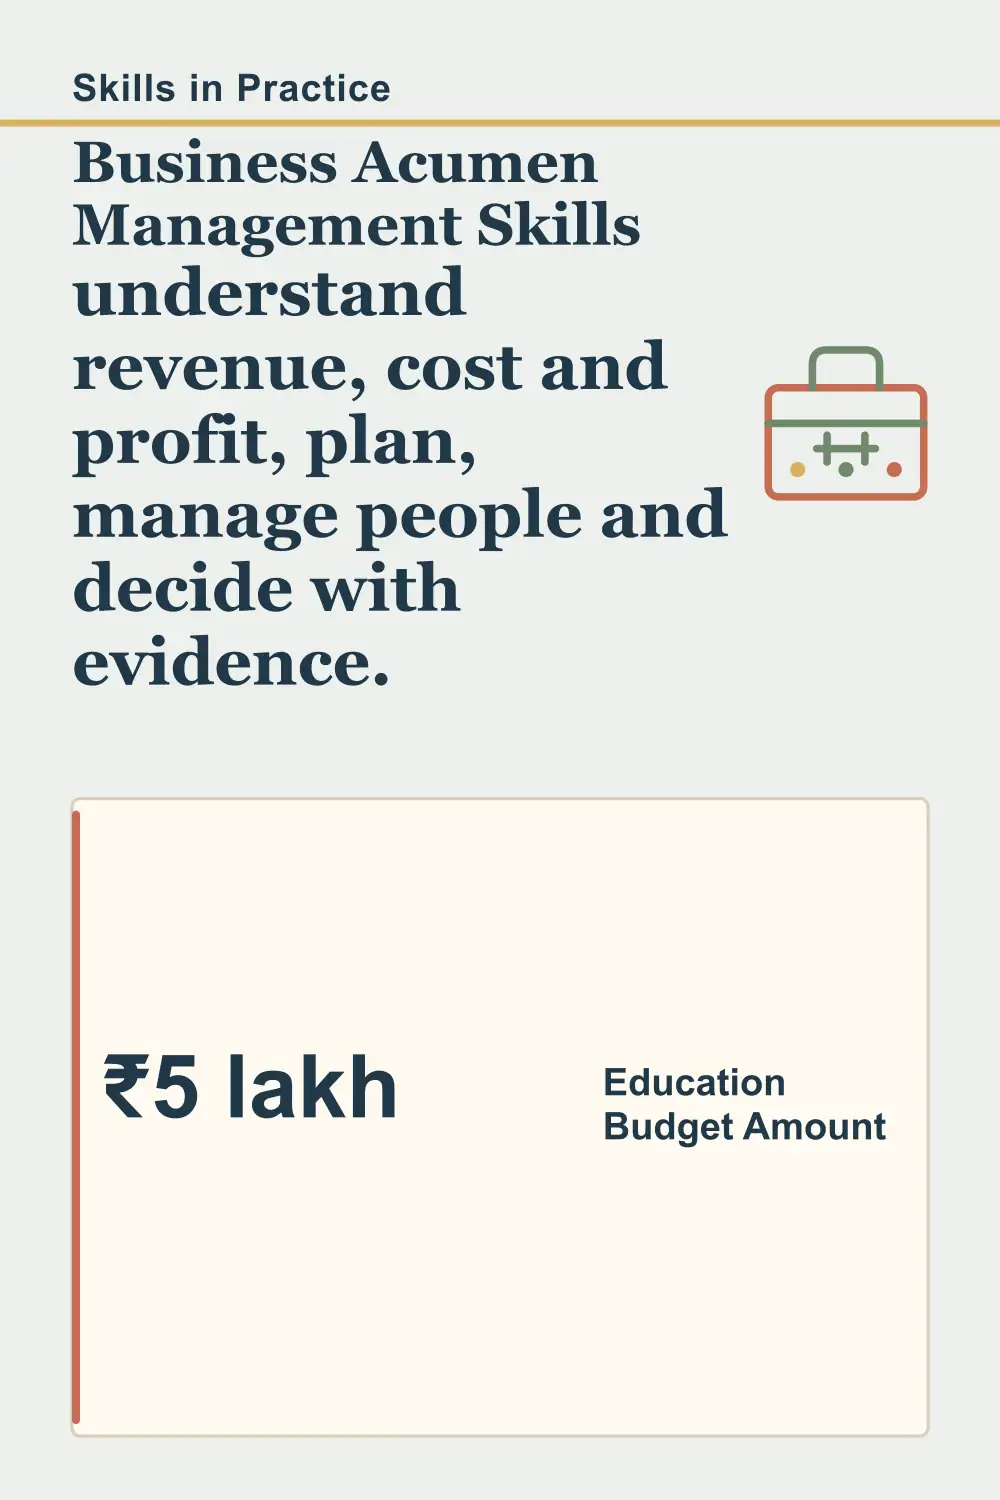 Skills in Practice
Business Acumen
Management Skills
understand
revenue, cost and
profit, plan,
manage people and
decide with
evidence.
₹5 lakh
Education
Budget Amount